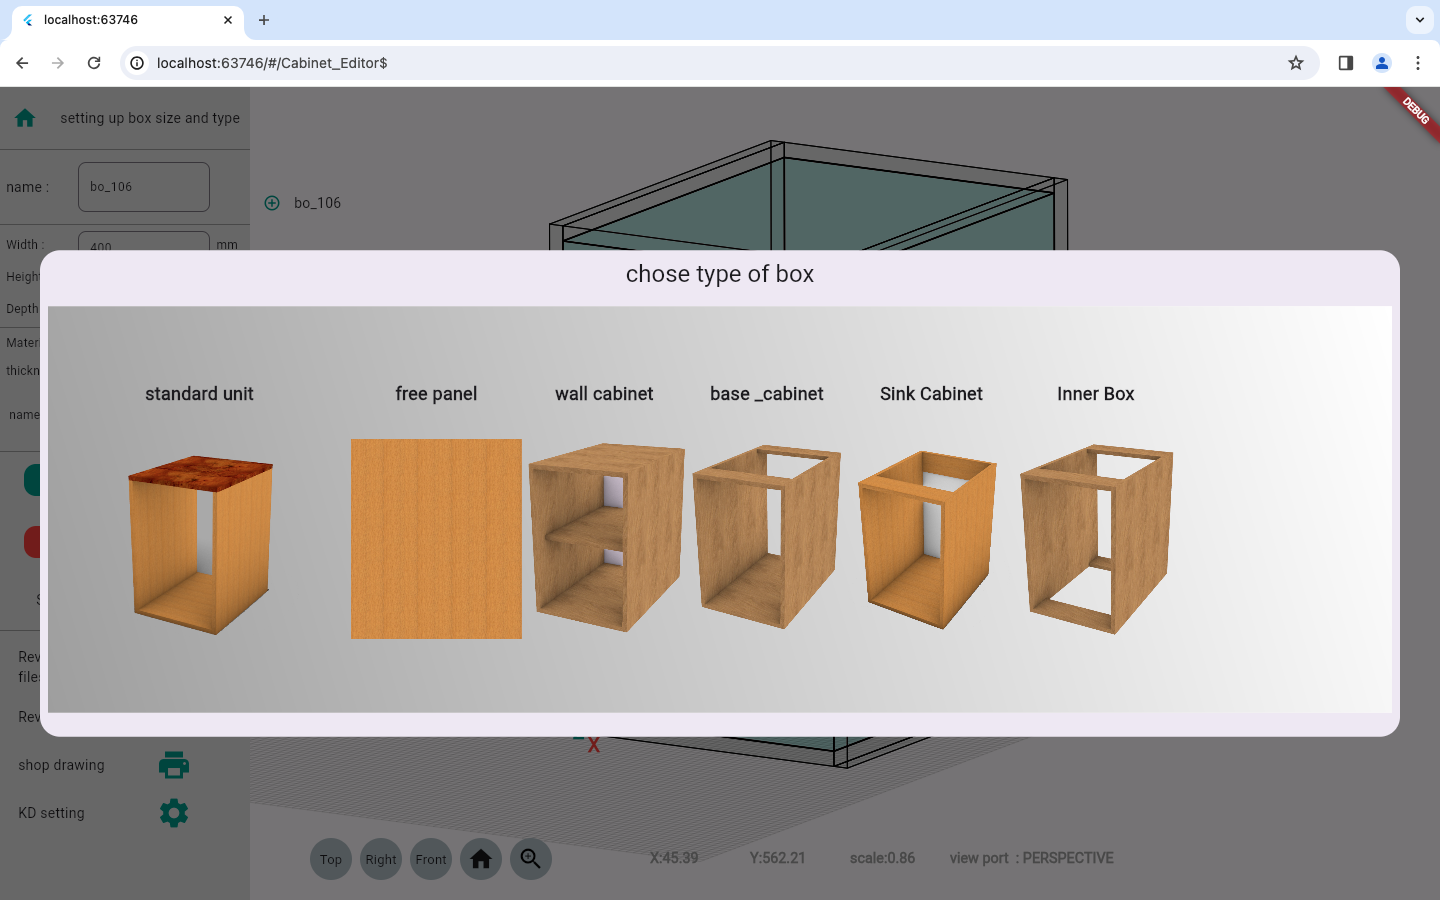 localhost:63746
localhost:63746/#/Cabinet_Editor$
DEBUG
setting up box size and type
name :
bo_106
bo_106
Width :
400
mm
Height
Depth
chose type of box
standard unit
free panel
wall cabinet
base _cabinet
Sink Cabinet
Inner Box
Mater
thickn
name
S
Rev
files
Rev
X
shop drawing
KD setting
Top
Right
Front
X:45.39
Y:562.21
scale:0.86
view port : PERSPECTIVE